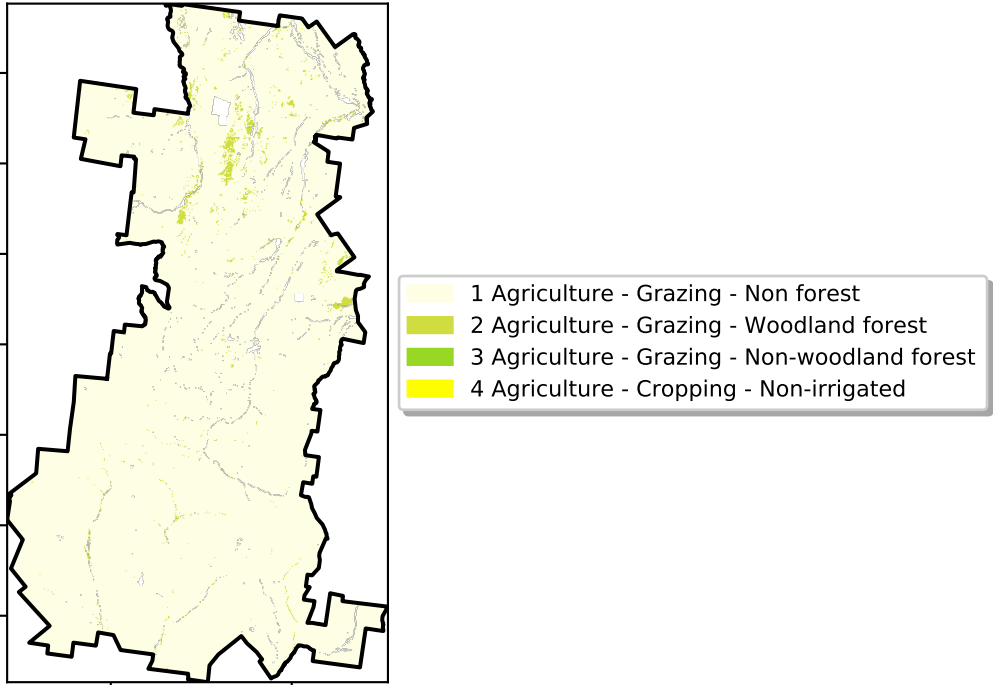 1 Agriculture - Grazing - Non forest
2 Agriculture - Grazing - Woodland forest
3 Agriculture - Grazing - Non-woodland forest
4 Agriculture - Cropping - Non-irrigated